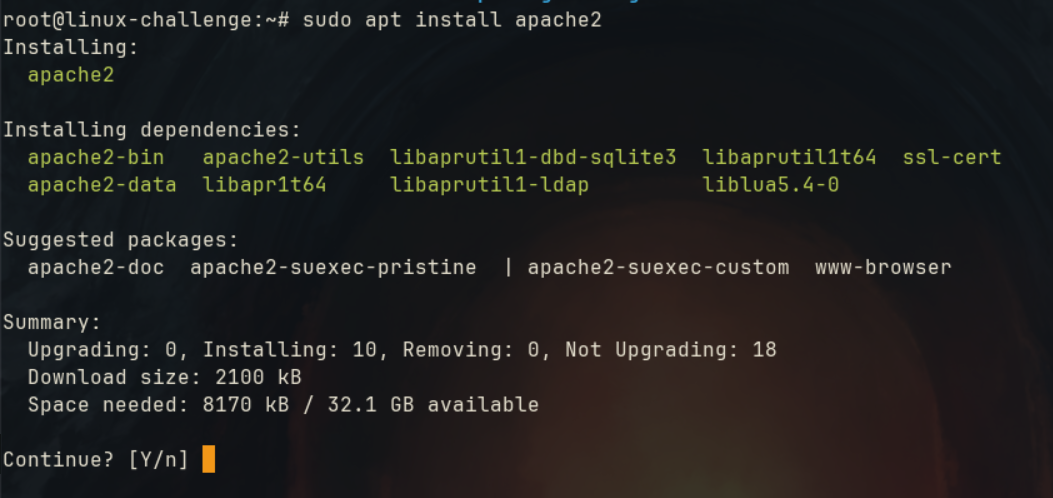 root@linux-challenge:~# sudo apt install apache2
Installing:
  apache2

Installing dependencies:
  apache2-bin   apache2-utils  libaprutil1-dbd-sqlite3  libaprutil1t64  ssl-cert
  apache2-data  libapr1t64     libaprutil1-ldap         liblua5.4-0

Suggested packages:
  apache2-doc  apache2-suexec-pristine  | apache2-suexec-custom  www-browser

Summary:
  Upgrading: 0, Installing: 10, Removing: 0, Not Upgrading: 18
  Download size: 2100 kB
  Space needed: 8170 kB / 32.1 GB available

Continue? [Y/n]